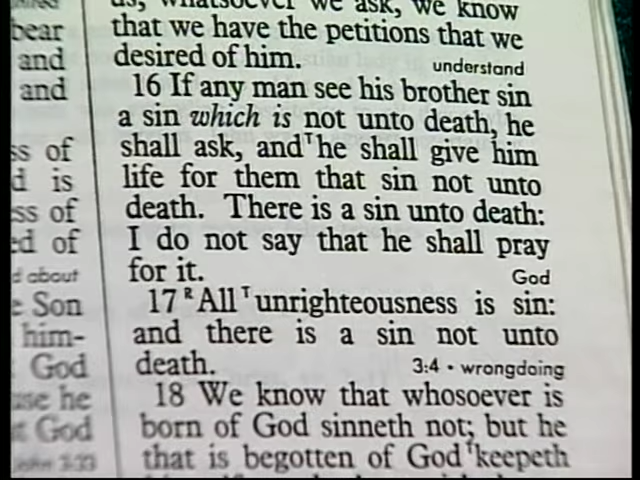 bear
and
and
ss of
d is
ss of
ed of
d about
e Son
him-
God
use he
t God
John 3:33
us, whatsoever we ask, we know
that we have the petitions that we
desired of him. understand
16 If any man see his brother sin
a sin which is not unto death, he
shall ask, and T he shall give him
life for them that sin not unto
death. There is a sin unto death:
I do not say that he shall pray
for it. God
17 R All T unrighteousness is sin:
and there is a sin not unto
death. 3:4 • wrongdoing
18 We know that whosoever is
born of God sinneth not; but he
that is begotten of God T keepeth